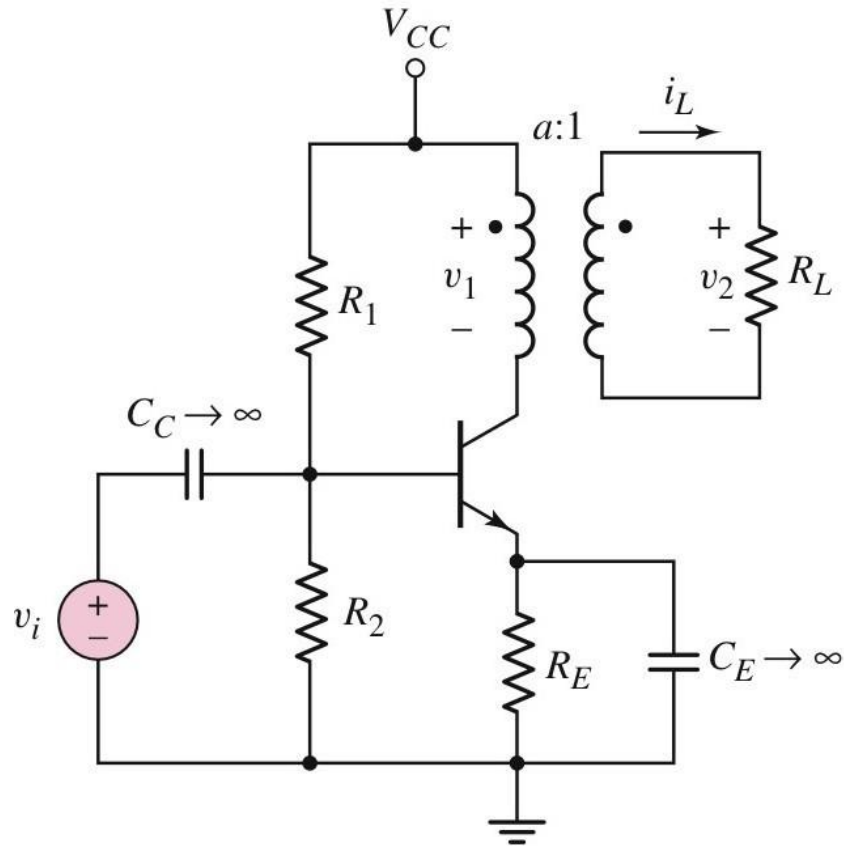 V_CC
a:1
i_L
+
v_1
−
+
v_2
−
R_L
R_1
C_C → ∞
+
−
v_i
R_2
R_E
C_E → ∞